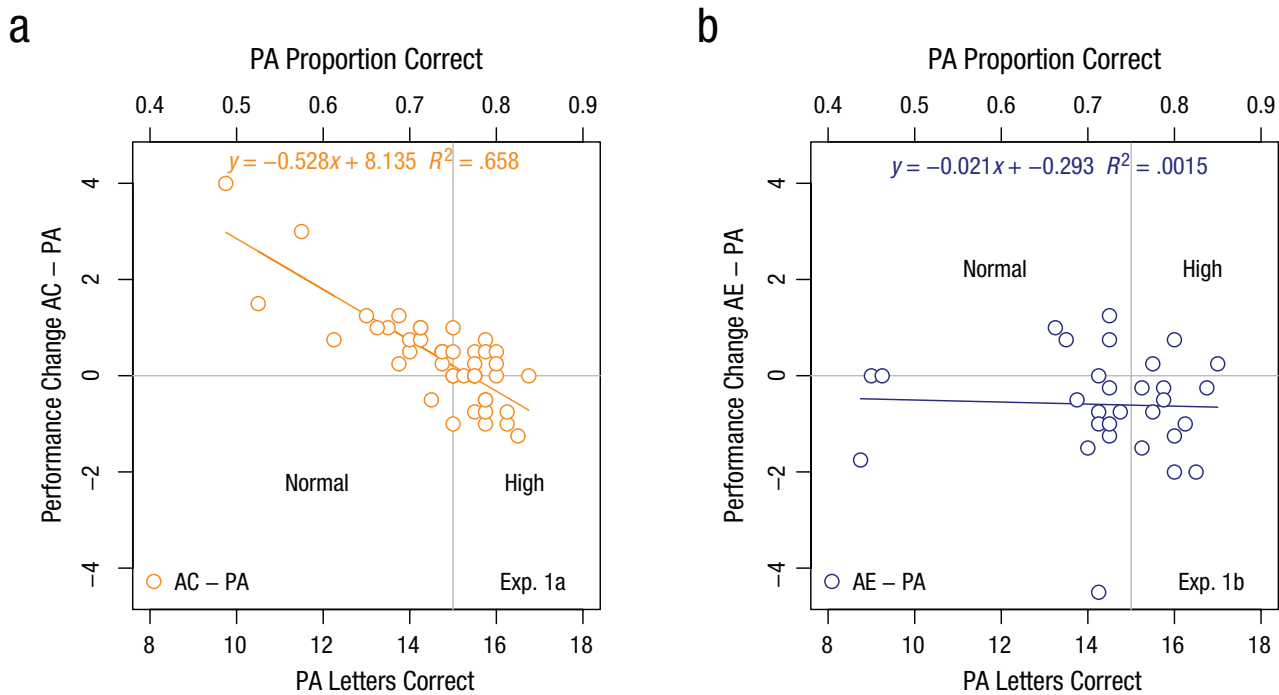 a
PA Proportion Correct
0.4 0.5 0.6 0.7 0.8 0.9
y = −0.528x + 8.135 R² = .658
Performance Change AC – PA
4
2
0
−2
−4
Normal High
AC – PA
Exp. 1a
8 10 12 14 16 18
PA Letters Correct
b
PA Proportion Correct
0.4 0.5 0.6 0.7 0.8 0.9
y = −0.021x + −0.293 R² = .0015
Performance Change AE – PA
4
2
0
−2
−4
Normal High
AE – PA
Exp. 1b
8 10 12 14 16 18
PA Letters Correct